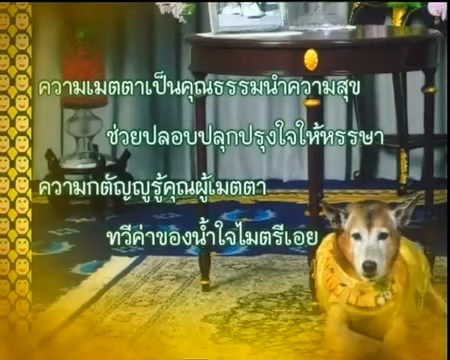 ความเมตตาเป็นคุณธรรมนำความสุข
ช่วยปลอบปลุกปรุงใจให้หรรษา
ความกตัญญูรู้คุณผู้เมตตา
ทวีค่าของน้ำใจไมตรีเอย